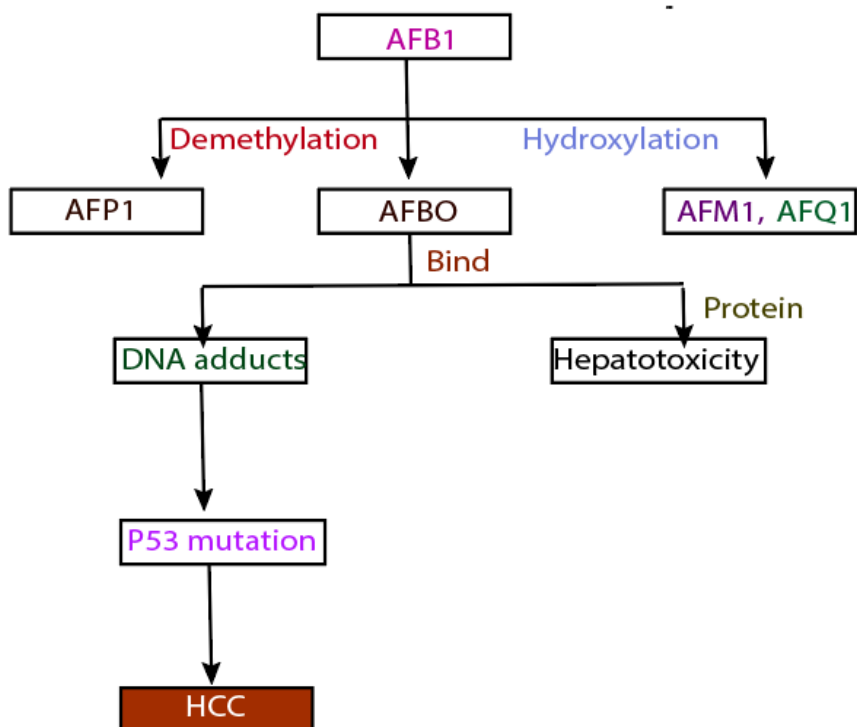 AFB1
Demethylation
Hydroxylation
AFP1
AFBO
AFM1, AFQ1
Bind
Protein
DNA adducts
Hepatotoxicity
P53 mutation
HCC